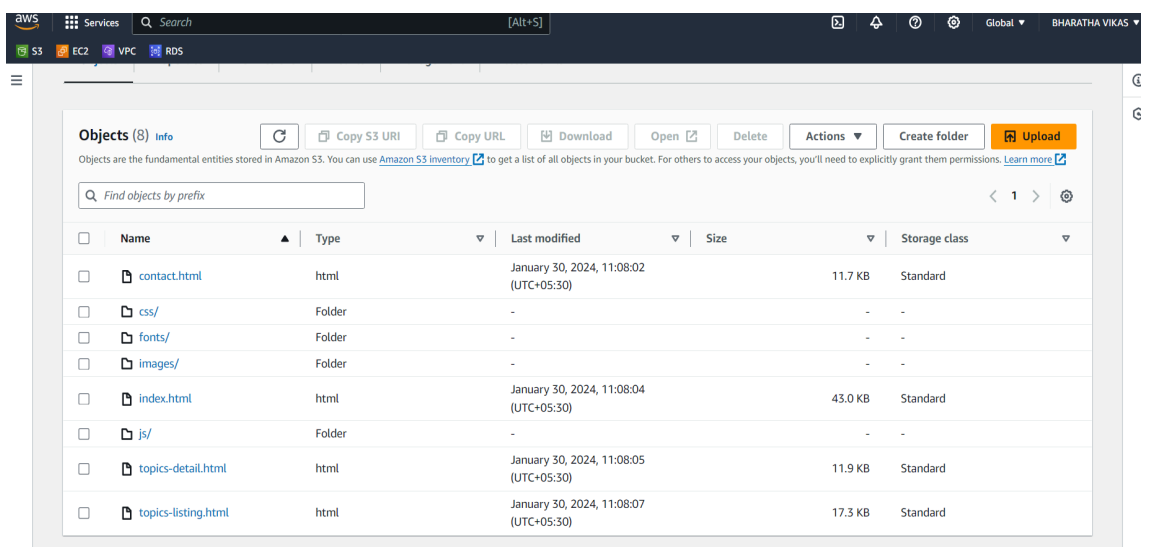 aws Services Search [Alt+S] Global ▼ BHARATHA VIKAS ▼
S3 EC2 VPC RDS
Objects (8) Info Copy S3 URI Copy URL Download Open Delete Actions ▼ Create folder Upload
Objects are the fundamental entities stored in Amazon S3. You can use Amazon S3 inventory to get a list of all objects in your bucket. For others to access your objects, you'll need to explicitly grant them permissions. Learn more
Find objects by prefix < 1 >
Name Type Last modified Size Storage class
contact.html html January 30, 2024, 11:08:02 (UTC+05:30) 11.7 KB Standard
css/ Folder - - -
fonts/ Folder - - -
images/ Folder - - -
index.html html January 30, 2024, 11:08:04 (UTC+05:30) 43.0 KB Standard
js/ Folder - - -
topics-detail.html html January 30, 2024, 11:08:05 (UTC+05:30) 11.9 KB Standard
topics-listing.html html January 30, 2024, 11:08:07 (UTC+05:30) 17.3 KB Standard